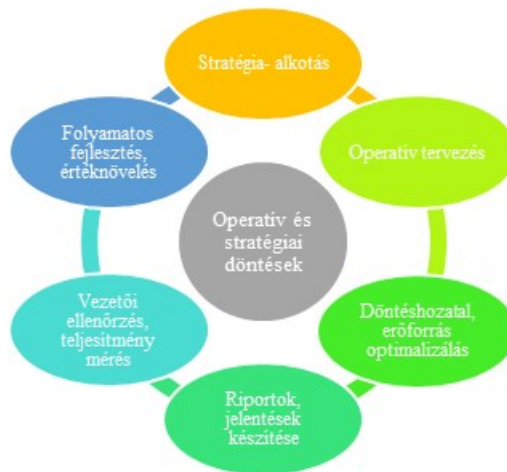 Stratégia- alkotás
Operatív tervezés
Döntéshozatal,
erőforrás
optimalizálás
Riportok,
jelentések
készítése
Vezetői
ellenőrzés,
teljesítmény
mérés
Folyamatos
fejlesztés,
értéknövelés
Operatív és
stratégiai
döntések